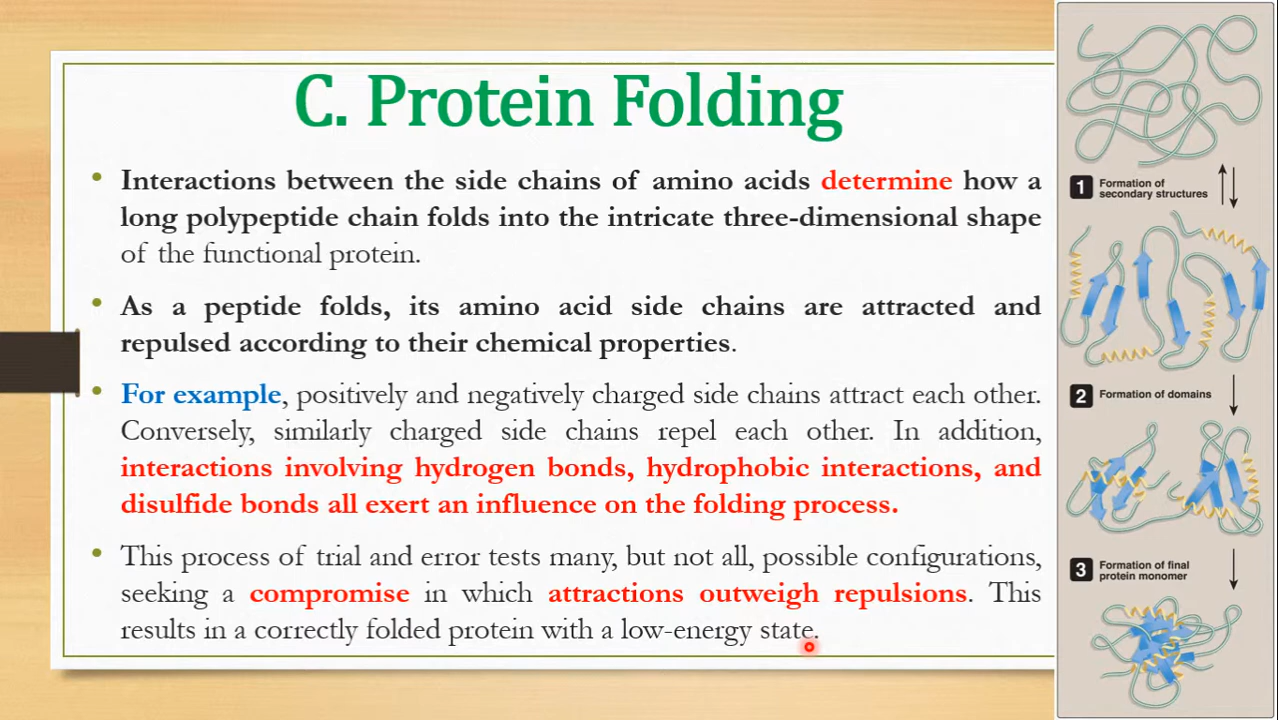 C. Protein Folding
• Interactions between the side chains of amino acids determine how a
long polypeptide chain folds into the intricate three-dimensional shape
of the functional protein.
• As a peptide folds, its amino acid side chains are attracted and
repulsed according to their chemical properties.
• For example, positively and negatively charged side chains attract each other.
Conversely, similarly charged side chains repel each other. In addition,
interactions involving hydrogen bonds, hydrophobic interactions, and
disulfide bonds all exert an influence on the folding process.
• This process of trial and error tests many, but not all, possible configurations,
seeking a compromise in which attractions outweigh repulsions. This
results in a correctly folded protein with a low-energy state.
1 Formation of
secondary structures
2 Formation of domains
3 Formation of final
protein monomer